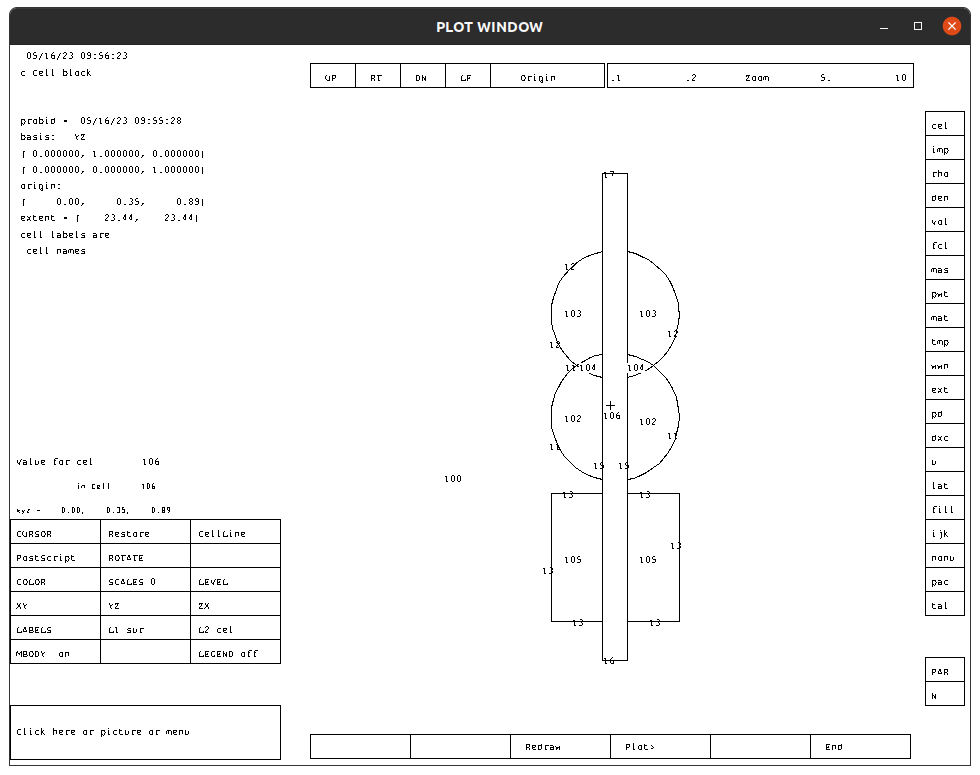 PLOT WINDOW
05/16/23 09:56:23
c Cell block
UP RT DN LF Origin .1 .2 Zoom 5. 10
probid = 05/16/23 09:55:28
basis: YZ
( 0.000000, 1.000000, 0.000000)
( 0.000000, 0.000000, 1.000000)
origin:
( 0.00, 0.35, 0.89)
extent = ( 23.44, 23.44)
cell labels are
cell names
cel
imp
rho
den
vol
fcl
mas
pwt
mat
tmp
wwn
ext
pd
dxc
u
lat
fill
ijk
nonu
pac
tal
PAR
N
17
12
103 103
12
12
11 104 104
106
102 102
11
11
15 15
100
13 13
13
105 105
13
13 13
16
Value for cel 106
in Cell 106
xyz = 0.00, 0.35, 0.89
CURSOR Restore CellLine
PostScript ROTATE
COLOR SCALES 0 LEVEL
XY YZ ZX
LABELS L1 sur L2 cel
MBODY on LEGEND off
Click here or picture or menu
Redraw Plot> End